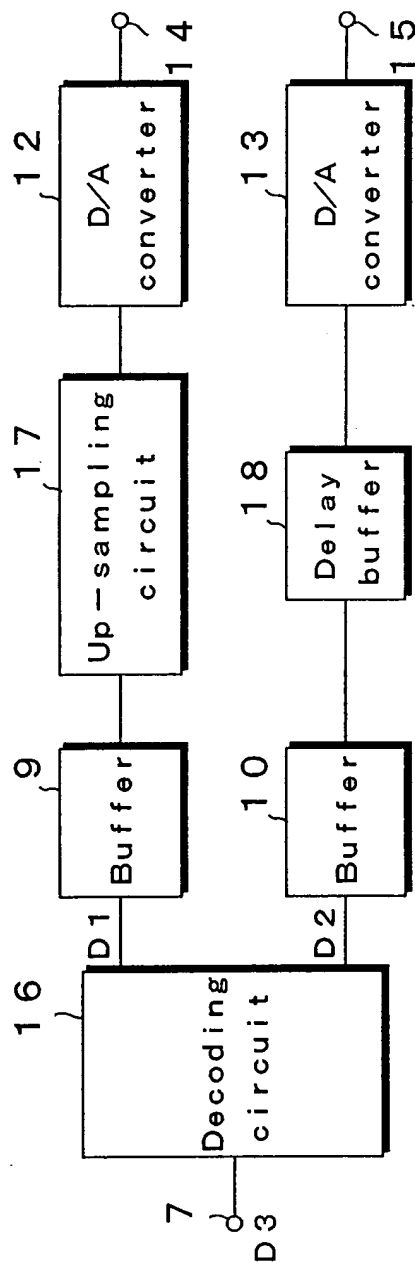 7
D3
16
Decoding
circuit
D1
9
Buffer
17
Up-sampling
circuit
12
D/A
converter
14
D2
10
Buffer
18
Delay
buffer
13
D/A
converter
15